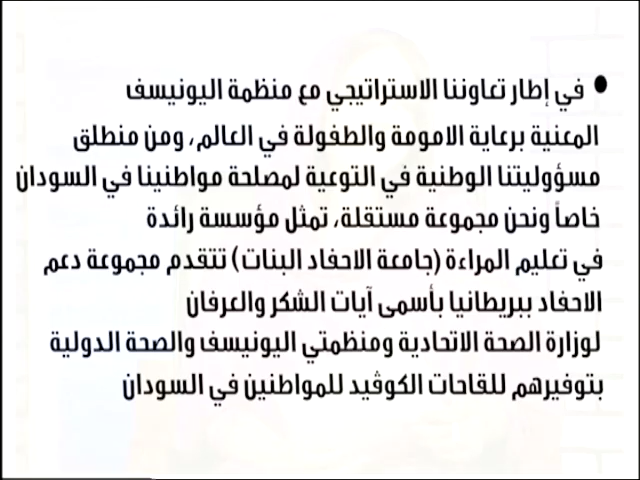 • في إطار تعاوننا الاستراتيجي مع منظمة اليونيسف
المعنية برعاية الامومة والطفولة في العالم، ومن منطلق
مسؤوليتنا الوطنية في التوعية لمصلحة مواطنينا في السودان
خاصاً ونحن مجموعة مستقلة، تمثل مؤسسة رائدة
في تعليم المراءة (جامعة الاحفاد البنات) تتقدم مجموعة دعم
الاحفاد ببريطانيا بأسمى آيات الشكر والعرفان
لوزارة الصحة الاتحادية ومنظمتي اليونيسف والصحة الدولية
بتوفيرهم للقاحات الكوڤيد للمواطنين في السودان